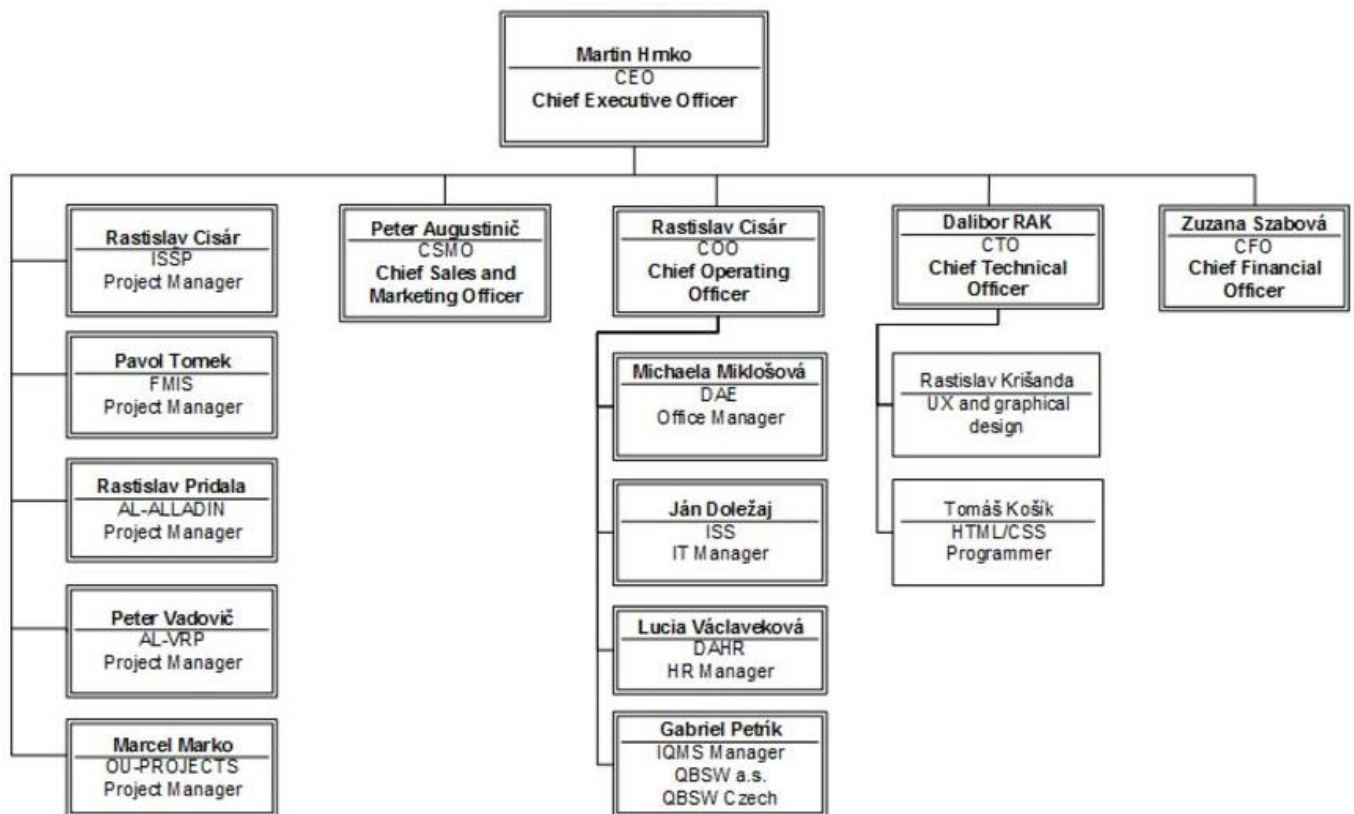 Martin Hrnko
CEO
Chief Executive Officer
Rastislav Cisár
ISŠP
Project Manager
Pavol Tomek
FMIS
Project Manager
Rastislav Pridala
AL-ALLADIN
Project Manager
Peter Vadovič
AL-VRP
Project Manager
Marcel Marko
OU-PROJECTS
Project Manager
Peter Augustinič
CSMO
Chief Sales and
Marketing Officer
Rastislav Cisár
COO
Chief Operating
Officer
Michaela Miklošová
DAE
Office Manager
Ján Doležaj
ISS
IT Manager
Lucia Václaveková
DAHR
HR Manager
Gabriel Petrík
IQMS Manager
QBSW a.s.
QBSW Czech
Dalibor RAK
CTO
Chief Technical
Officer
Rastislav Krišanda
UX and graphical
design
Tomáš Košík
HTML/CSS
Programmer
Zuzana Szabová
CFO
Chief Financial
Officer